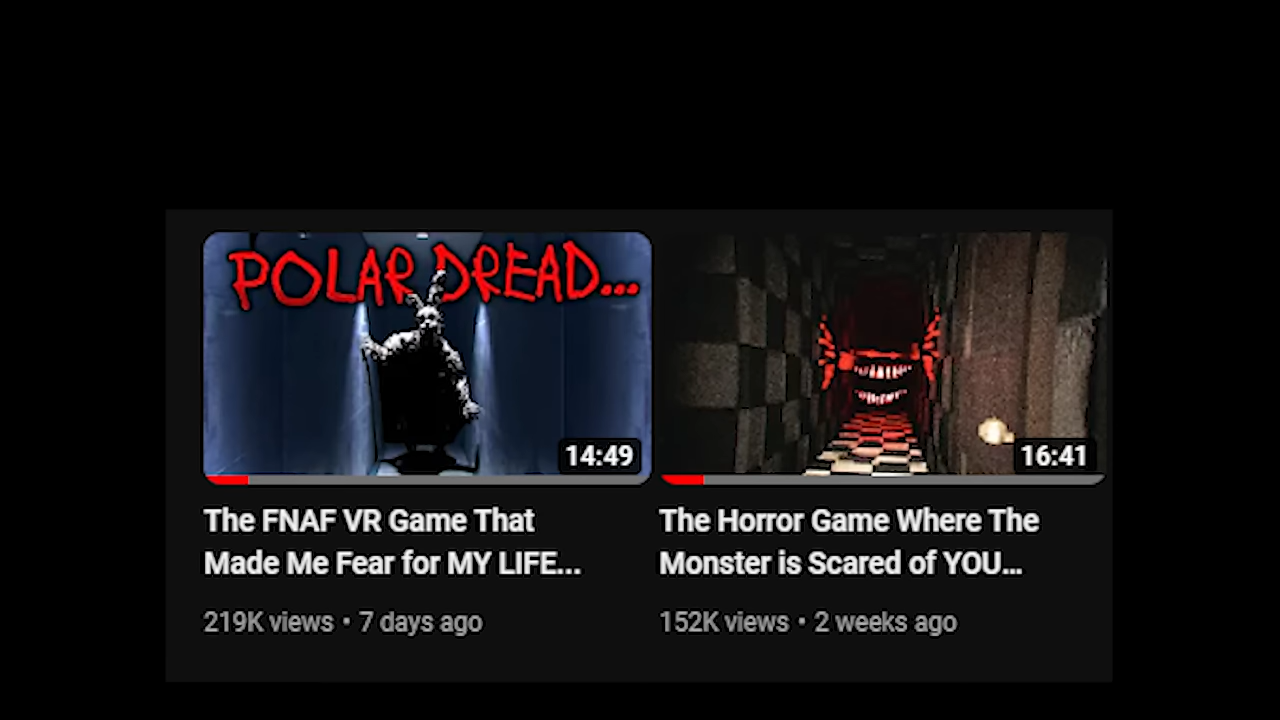 POLAR DREAD...
14:49
16:41
The FNAF VR Game That
Made Me Fear for MY LIFE...
219K views • 7 days ago
The Horror Game Where The
Monster is Scared of YOU...
152K views • 2 weeks ago